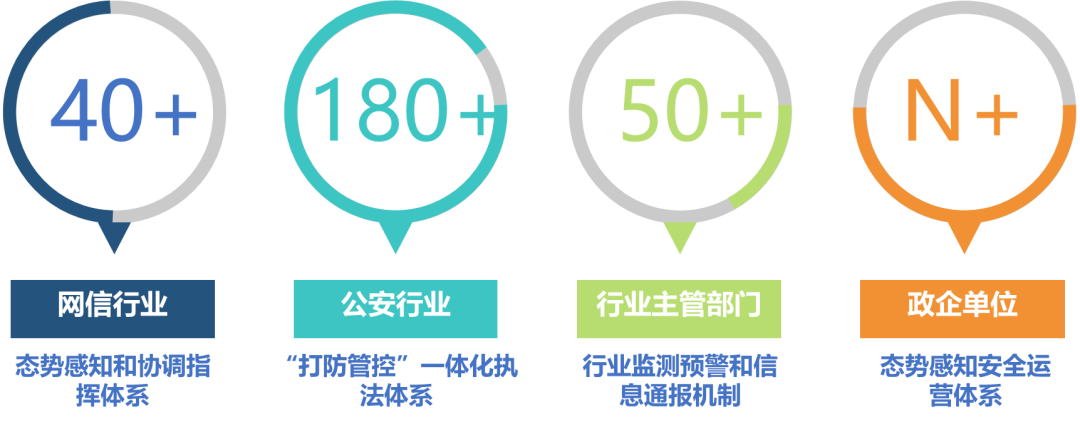 40+
180+
50+
N+
网信行业
公安行业
行业主管部门
政企单位
态势感知和协调指
挥体系
“打防管控”一体化执
法体系
行业监测预警和信
息通报机制
态势感知安全运
营体系